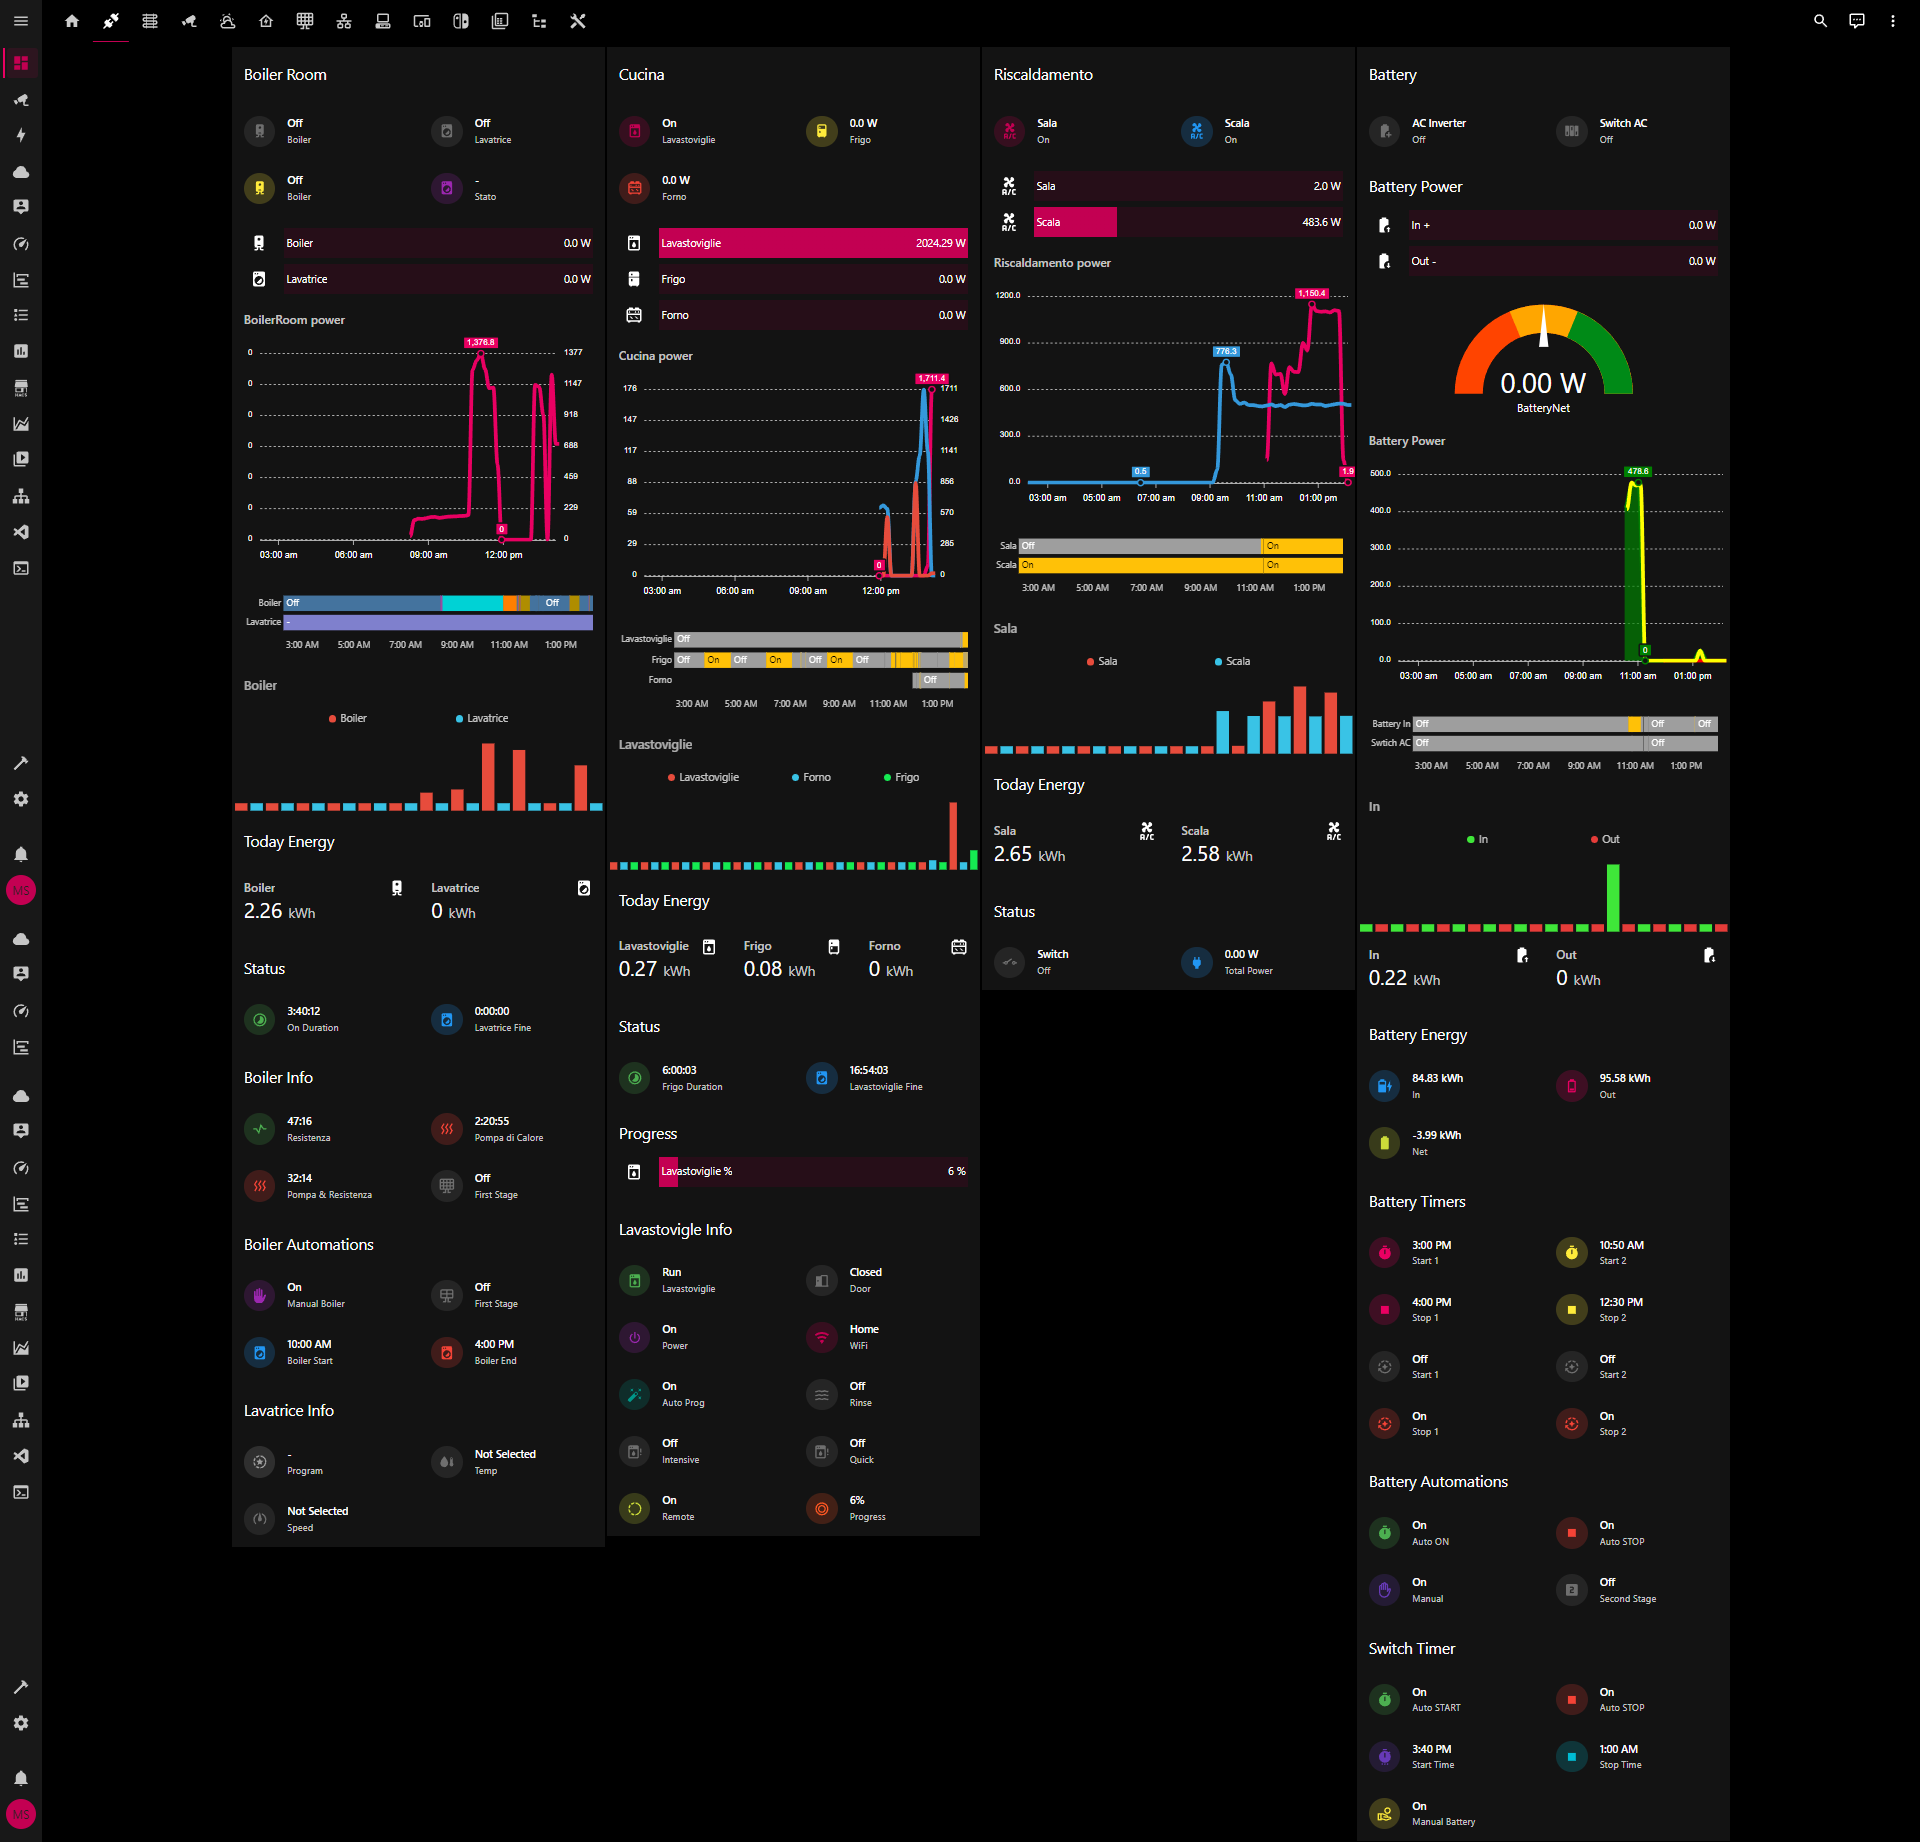 Boiler Room
Off
Boiler
Off
Lavatrice
Off
Boiler
-
Stato
Boiler 0.0 W
Lavatrice 0.0 W
BoilerRoom power
1,376.8
0 1377
0 1147
0 918
0 688
0 459
0 229
0 0
0
03:00 am 06:00 am 09:00 am 12:00 pm
Boiler Off Off
Lavatrice -
3:00 AM 5:00 AM 7:00 AM 9:00 AM 11:00 AM 1:00 PM
Boiler
Boiler Lavatrice
Today Energy
Boiler Lavatrice
2.26 kWh 0 kWh
Status
3:40:12
On Duration
0:00:00
Lavatrice Fine
Boiler Info
47:16
Resistenza
2:20:55
Pompa di Calore
32:14
Pompa & Resistenza
Off
First Stage
Boiler Automations
On
Manual Boiler
Off
First Stage
10:00 AM
Boiler Start
4:00 PM
Boiler End
Lavatrice Info
-
Program
Not Selected
Temp
Not Selected
Speed
Cucina
On
Lavastoviglie
0.0 W
Frigo
0.0 W
Forno
Lavastoviglie 2024.29 W
Frigo 0.0 W
Forno 0.0 W
Cucina power
1,711.4
176 1711
147 1426
117 1141
88 856
59 570
29 285
0 0
0
03:00 am 06:00 am 09:00 am 12:00 pm
Lavastoviglie Off
Frigo Off On Off On Off On Off
Forno Off
3:00 AM 5:00 AM 7:00 AM 9:00 AM 11:00 AM 1:00 PM
Lavastoviglie
Lavastoviglie Forno Frigo
Today Energy
Lavastoviglie Frigo Forno
0.27 kWh 0.08 kWh 0 kWh
Status
6:00:03
Frigo Duration
16:54:03
Lavastoviglie Fine
Progress
Lavastoviglie % 6 %
Lavastovigle Info
Run
Lavastoviglie
Closed
Door
On
Power
Home
WiFi
On
Auto Prog
Off
Rinse
Off
Intensive
Off
Quick
On
Remote
6%
Progress
Riscaldamento
Sala
On
Scala
On
A/C
A/C
A/C Sala 2.0 W
A/C Scala 483.6 W
Riscaldamento power
1,150.4
1200.0
900.0
776.3
600.0
300.0
0.5
1.9
0.0
03:00 am 05:00 am 07:00 am 09:00 am 11:00 am 01:00 pm
Sala Off On
Scala On On
3:00 AM 5:00 AM 7:00 AM 9:00 AM 11:00 AM 1:00 PM
Sala
Sala Scala
Today Energy
Sala A/C Scala A/C
2.65 kWh 2.58 kWh
Status
Switch
Off
0.00 W
Total Power
Battery
AC Inverter
Off
Switch AC
Off
Battery Power
In + 0.0 W
Out - 0.0 W
0.00 W
BatteryNet
Battery Power
478.6
500.0
400.0
300.0
200.0
100.0
0
0.0
03:00 am 05:00 am 07:00 am 09:00 am 11:00 am 01:00 pm
Battery In Off Off Off
Swtich AC Off Off
3:00 AM 5:00 AM 7:00 AM 9:00 AM 11:00 AM 1:00 PM
In
In Out
In Out
0.22 kWh 0 kWh
Battery Energy
84.83 kWh
In
95.58 kWh
Out
-3.99 kWh
Net
Battery Timers
3:00 PM
Start 1
10:50 AM
Start 2
4:00 PM
Stop 1
12:30 PM
Stop 2
Off
Start 1
Off
Start 2
On
Stop 1
On
Stop 2
Battery Automations
On
Auto ON
On
Auto STOP
On
Manual
2
Off
Second Stage
Switch Timer
On
Auto START
On
Auto STOP
3:40 PM
Start Time
1:00 AM
Stop Time
On
Manual Battery
HACS
MS
HACS
MS